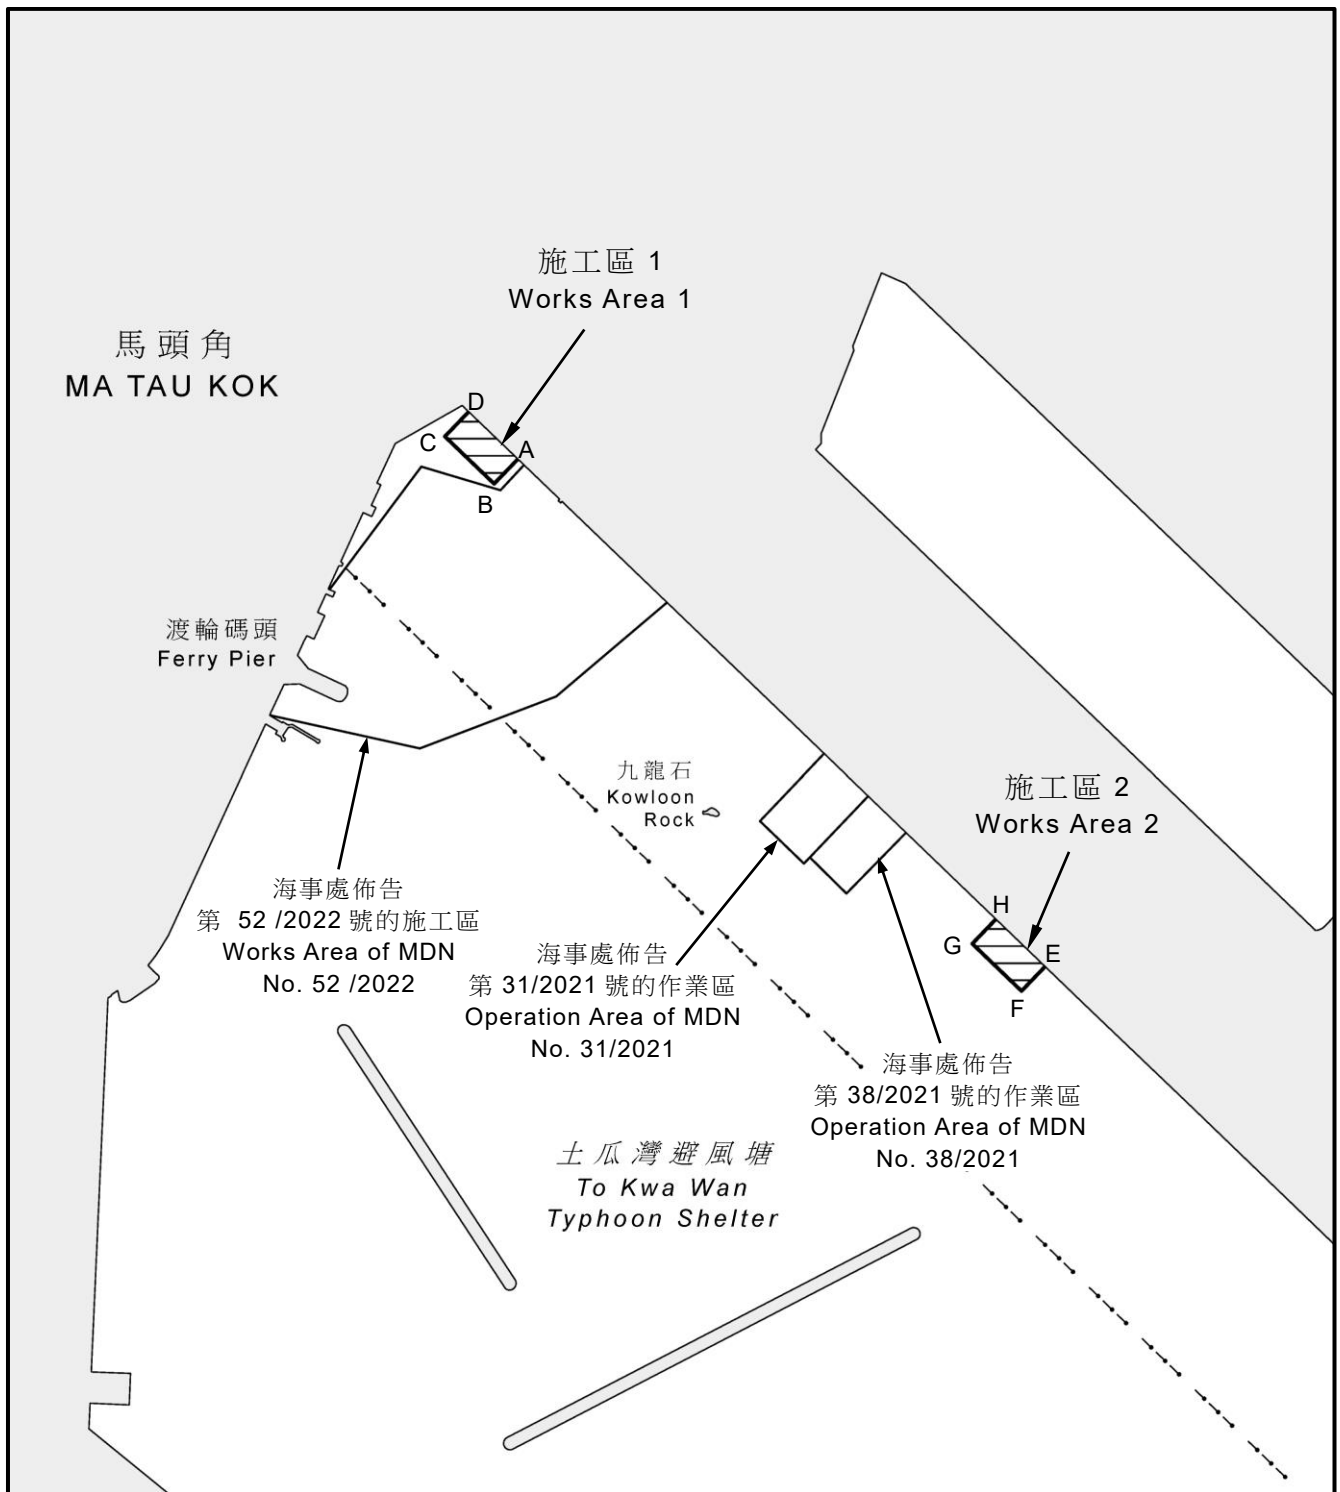 施工區 1
Works Area 1
馬頭角
MA TAU KOK
D
C
A
B
渡輪碼頭
Ferry Pier
九龍石
Kowloon
Rock
施工區 2
Works Area 2
海事處佈告
第 52 /2022 號的施工區
Works Area of MDN
No. 52 /2022
H
G
E
F
海事處佈告
第 31/2021 號的作業區
Operation Area of MDN
No. 31/2021
海事處佈告
第 38/2021 號的作業區
Operation Area of MDN
No. 38/2021
土瓜灣避風塘
To Kwa Wan
Typhoon Shelter